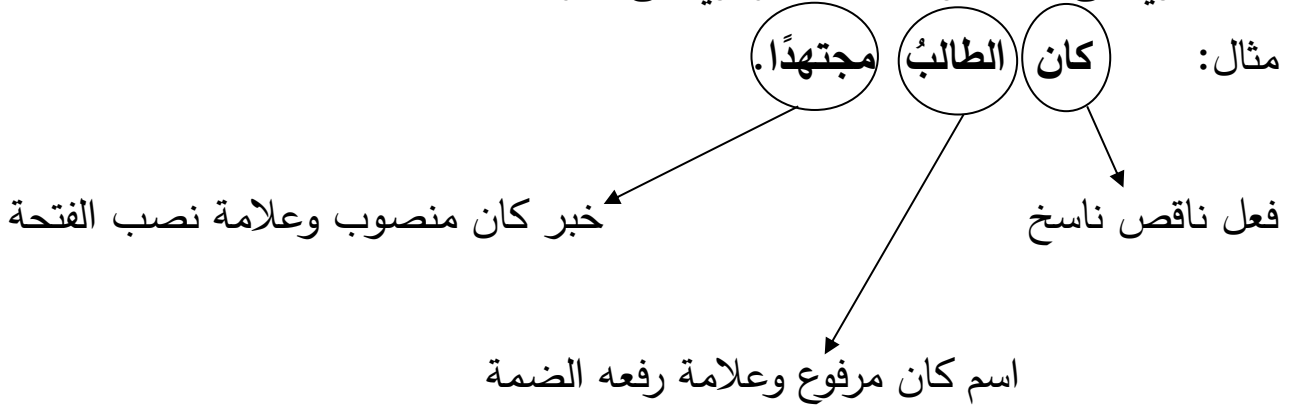 مثال: كان الطالبُ مجتهدًا.
فعل ناقص ناسخ خبر كان منصوب وعلامة نصب الفتحة
اسم كان مرفوع وعلامة رفعه الضمة